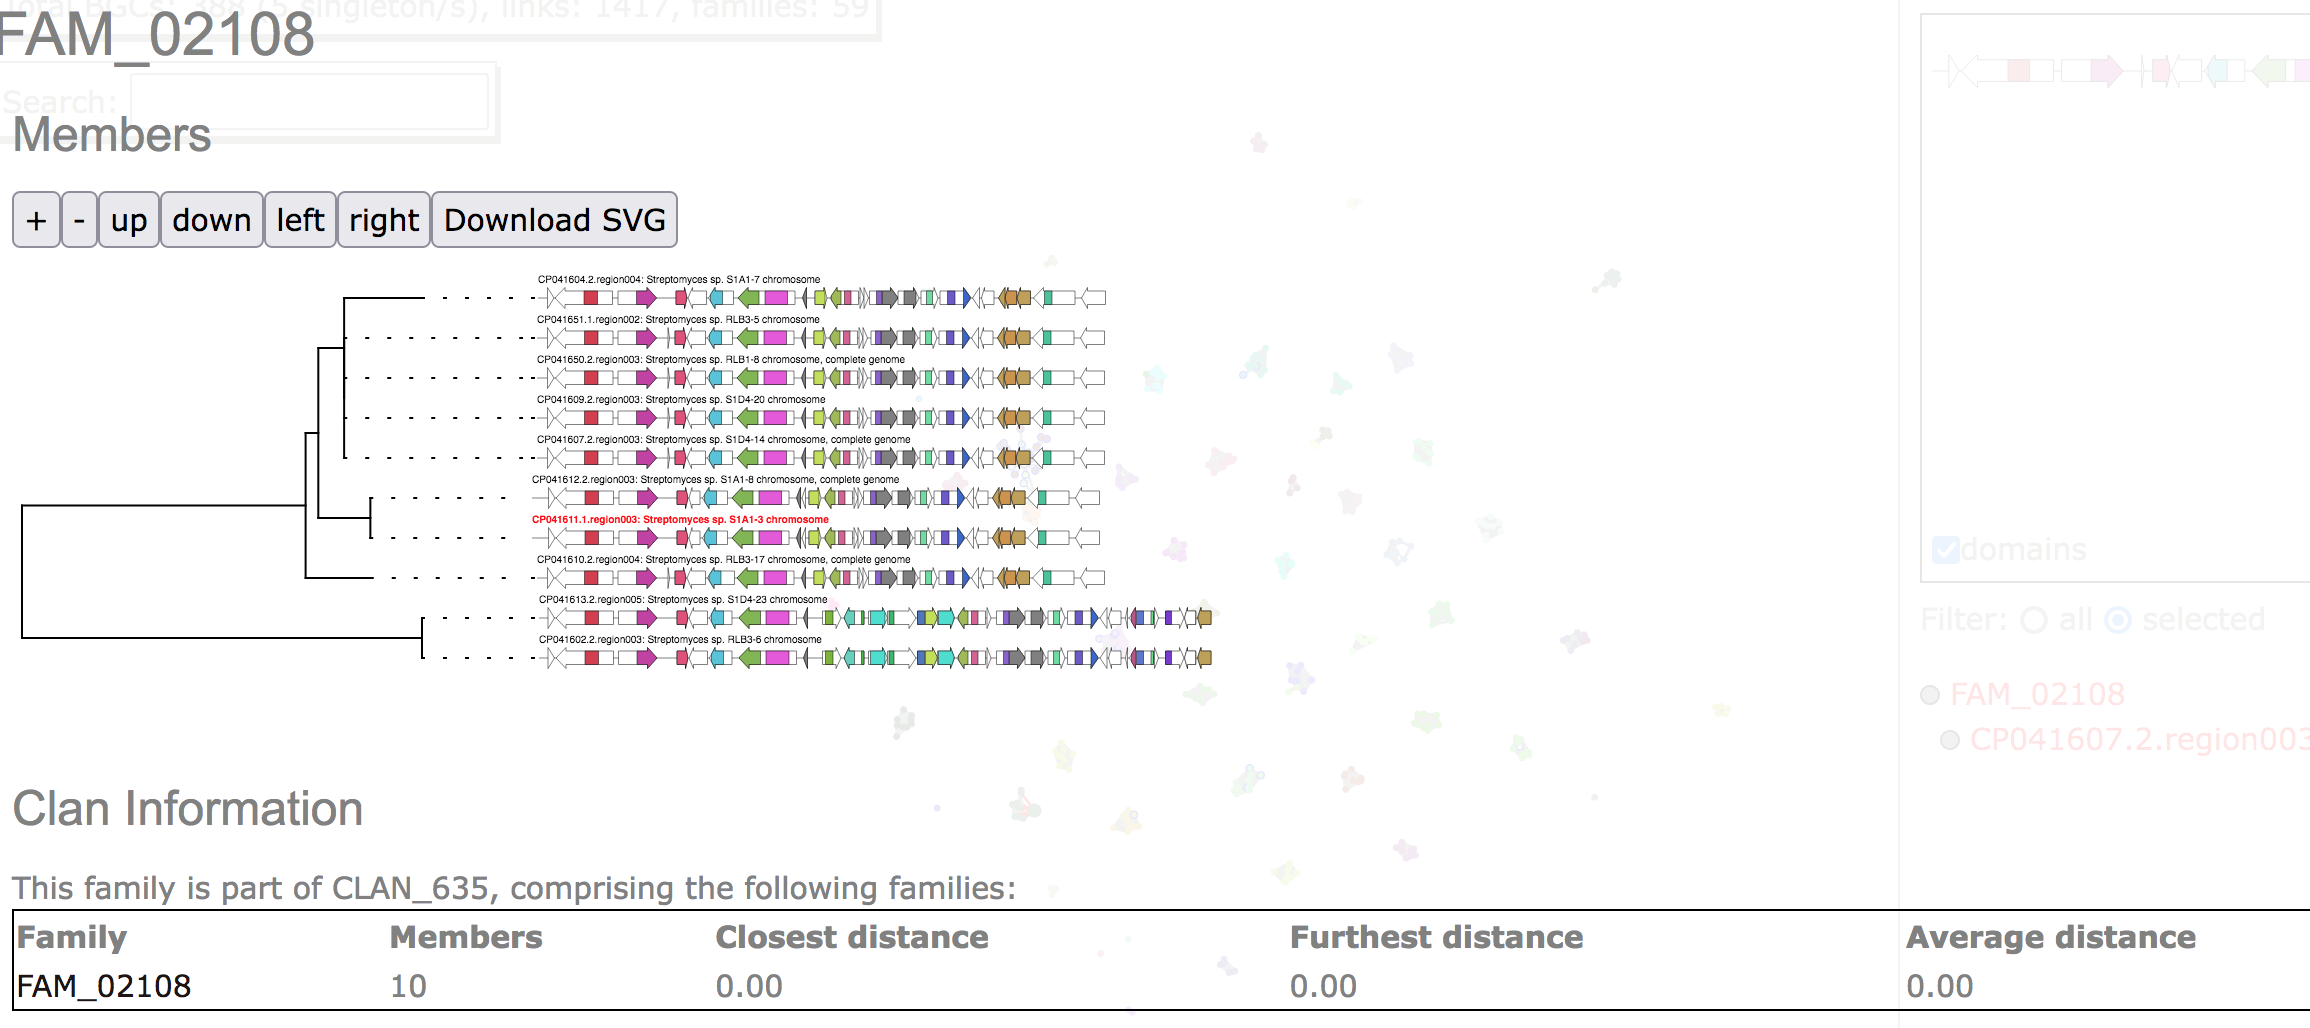 Total BGCs: 388 (5 singleton/s), links: 1417, families: 59
FAM_02108
Search:
Members
+ - up down left right Download SVG
CP041604.2.region004: Streptomyces sp. S1A1-7 chromosome
CP041651.1.region002: Streptomyces sp. RLB3-5 chromosome
CP041650.2.region003: Streptomyces sp. RLB1-8 chromosome, complete genome
CP041609.2.region003: Streptomyces sp. S1D4-20 chromosome
CP041607.2.region003: Streptomyces sp. S1D4-14 chromosome, complete genome
CP041612.2.region003: Streptomyces sp. S1A1-8 chromosome, complete genome
CP041611.1.region003: Streptomyces sp. S1A1-3 chromosome
CP041610.2.region004: Streptomyces sp. RLB3-17 chromosome, complete genome
CP041613.2.region005: Streptomyces sp. S1D4-23 chromosome
CP041602.2.region003: Streptomyces sp. RLB3-6 chromosome
domains
Filter: all selected
FAM_02108
CP041607.2.region003
Clan Information
This family is part of CLAN_635, comprising the following families:
Family Members Closest distance Furthest distance Average distance
FAM_02108 10 0.00 0.00 0.00